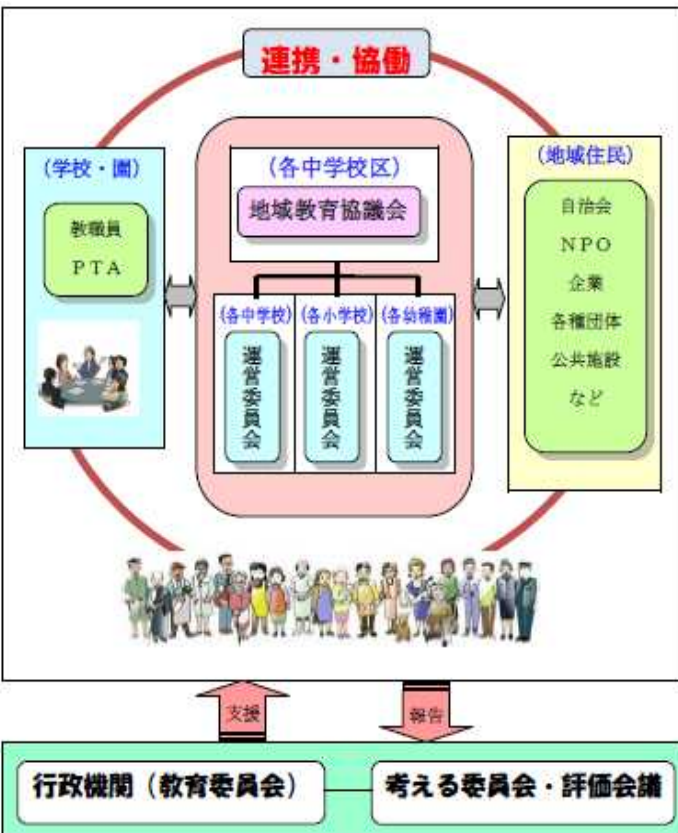 連携・協働
(学校・園)
教職員
PTA
(各中学校区)
地域教育協議会
(各中学校)
運営委員会
(各小学校)
運営委員会
(各幼稚園)
運営委員会
(地域住民)
自治会
NPO
企業
各種団体
公共施設
など
支援
報告
行政機関(教育委員会)
考える委員会・評価会議